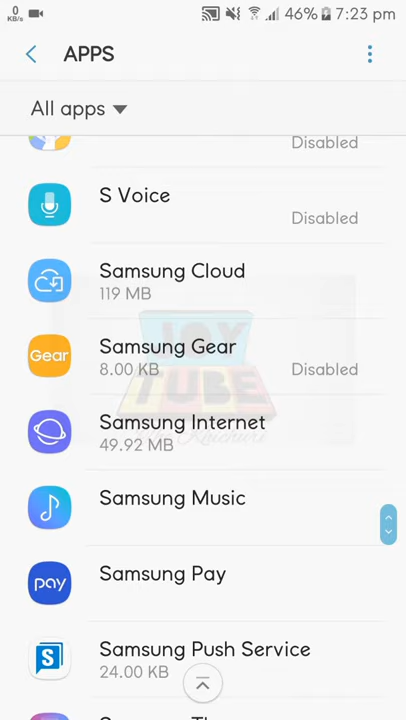 0
KB/s
46%
7:23 pm
APPS
All apps
Disabled
S Voice
Disabled
Samsung Cloud
119 MB
Gear
Samsung Gear
8.00 KB
Disabled
JOY
TUBE
Samsung Internet
49.92 MB
Samsung Music
pay
Samsung Pay
S
Samsung Push Service
24.00 KB